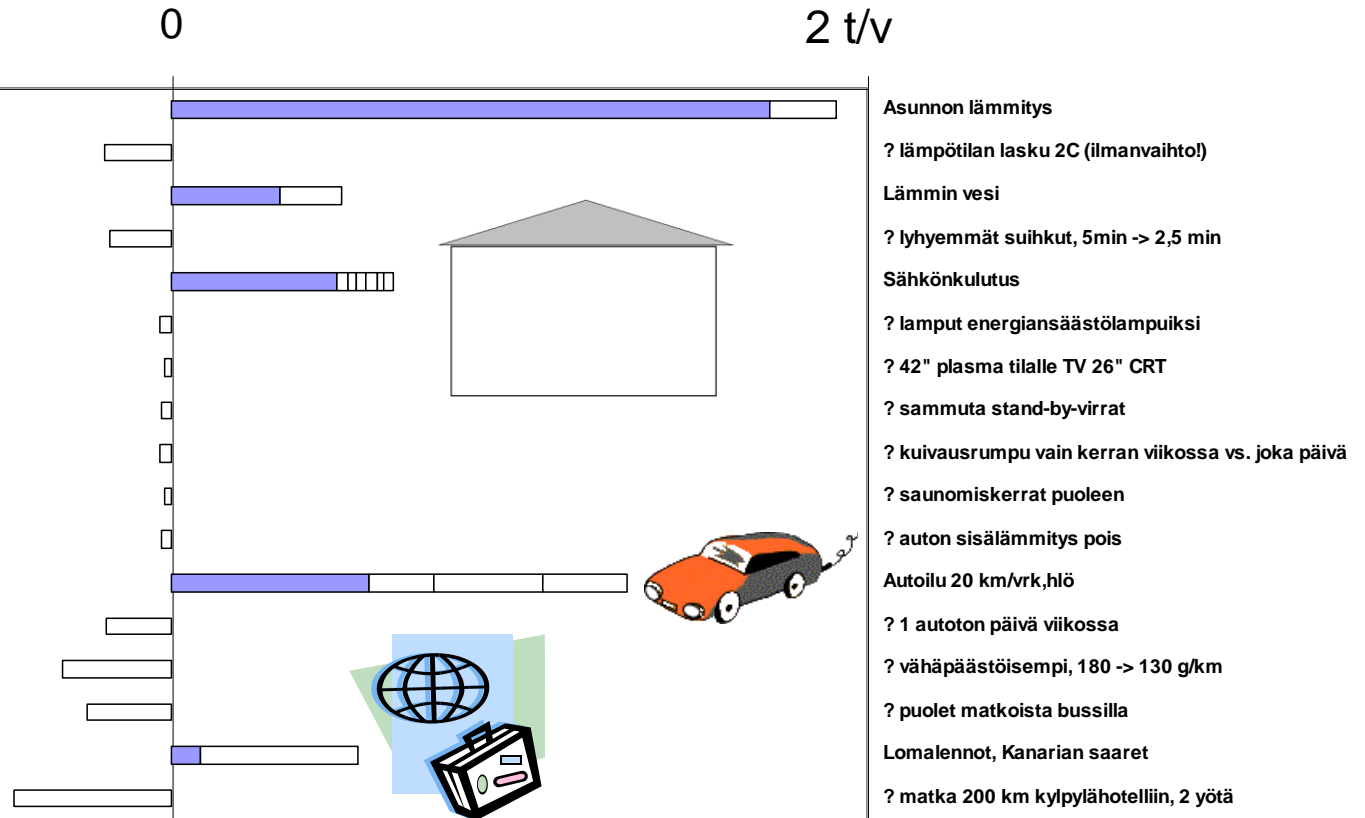 0
2 t/v
Asunnon lämmitys
? lämpötilan lasku 2C (ilmanvaihto!)
Lämmin vesi
? lyhyemmät suihkut, 5min -> 2,5 min
Sähkönkulutus
? lamput energiansäästölampuiksi
? 42" plasma tilalle TV 26" CRT
? sammuta stand-by-virrat
? kuivausrumpu vain kerran viikossa vs. joka päivä
? saunomiskerrat puoleen
? auton sisälämmitys pois
Autoilu 20 km/vrk,hlö
? 1 autoton päivä viikossa
? vähäpäästöisempi, 180 -> 130 g/km
? puolet matkoista bussilla
Lomalennot, Kanarian saaret
? matka 200 km kylpylähotelliin, 2 yötä